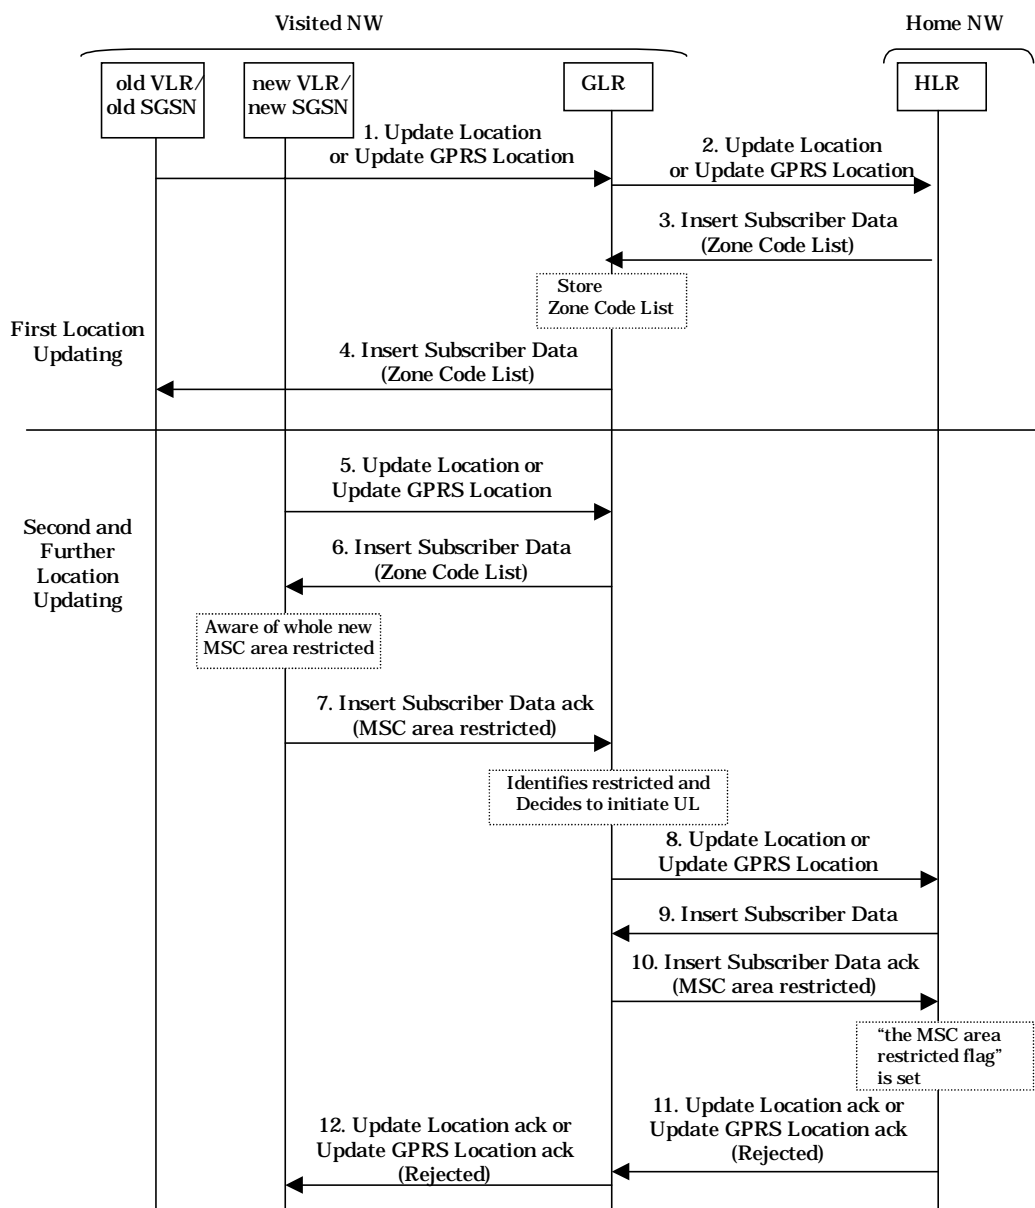 Visited NW
Home NW
old VLR/
old SGSN
new VLR/
new SGSN
GLR
HLR
1. Update Location
or Update GPRS Location
2. Update Location
or Update GPRS Location
3. Insert Subscriber Data
(Zone Code List)
Store
Zone Code List
First Location
Updating
4. Insert Subscriber Data
(Zone Code List)
5. Update Location or
Update GPRS Location
Second and
Further
Location
Updating
6. Insert Subscriber Data
(Zone Code List)
Aware of whole new
MSC area restricted
7. Insert Subscriber Data ack
(MSC area restricted)
Identifies restricted and
Decides to initiate UL
8. Update Location or
Update GPRS Location
9. Insert Subscriber Data
10. Insert Subscriber Data ack
(MSC area restricted)
“the MSC area
restricted flag”
is set
11. Update Location ack or
Update GPRS Location ack
(Rejected)
12. Update Location ack or
Update GPRS Location ack
(Rejected)